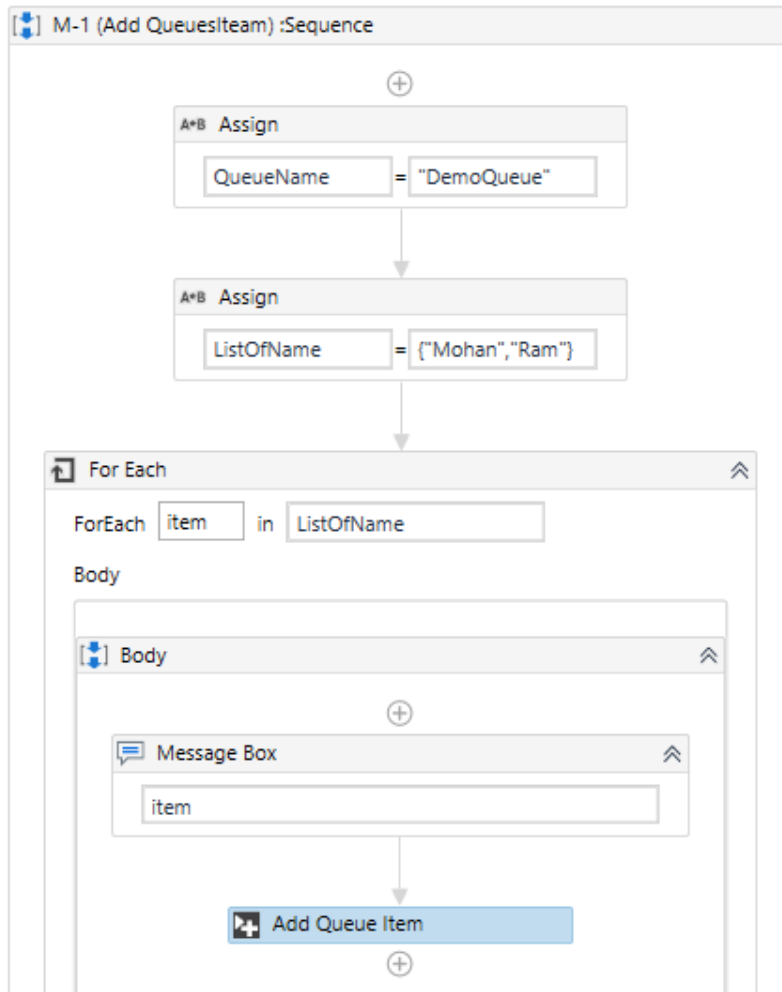 M-1 (Add QueuesIteam) :Sequence
A*B Assign
QueueName = "DemoQueue"
A*B Assign
ListOfName = {"Mohan","Ram"}
For Each
ForEach item in ListOfName
Body
Body
Message Box
item
Add Queue Item